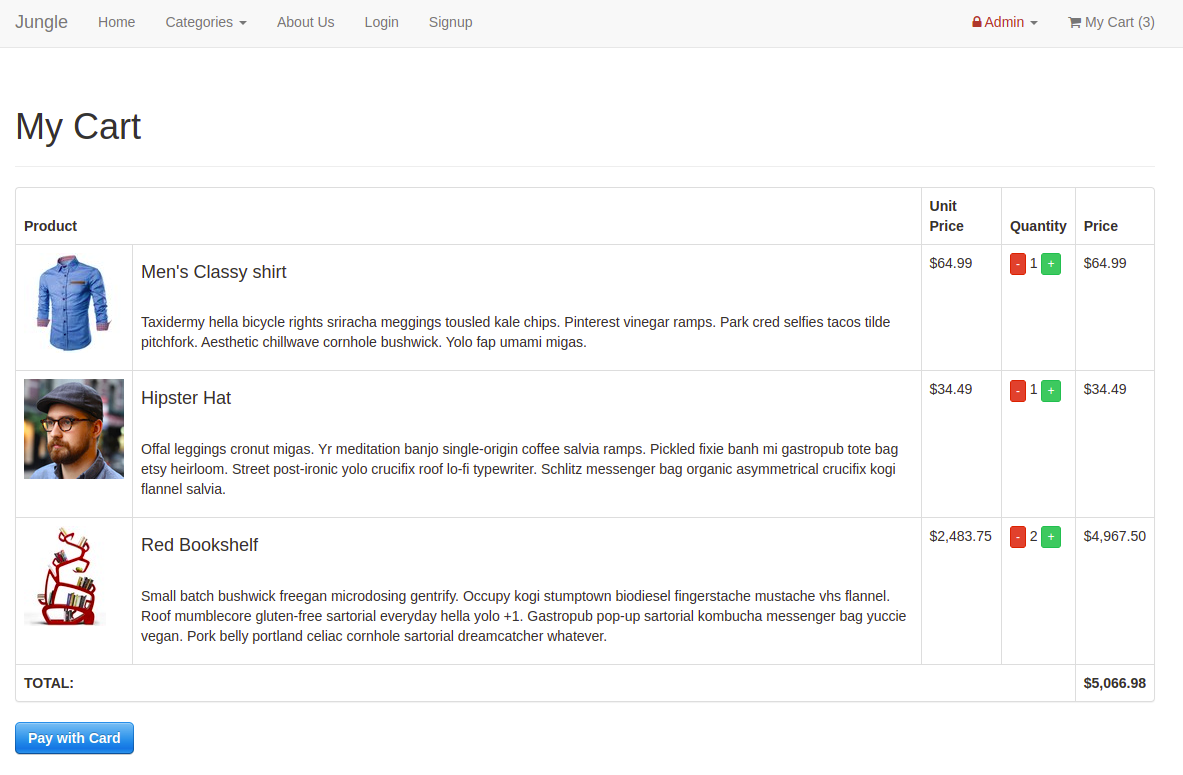 Jungle Home Categories About Us Login Signup Admin My Cart (3)
My Cart
Product Unit Price Quantity Price
Men's Classy shirt $64.99 - 1 + $64.99
Taxidermy hella bicycle rights sriracha meggings tousled kale chips. Pinterest vinegar ramps. Park cred selfies tacos tilde
pitchfork. Aesthetic chillwave cornhole bushwick. Yolo fap umami migas.
Hipster Hat $34.49 - 1 + $34.49
Offal leggings cronut migas. Yr meditation banjo single-origin coffee salvia ramps. Pickled fixie banh mi gastropub tote bag
etsy heirloom. Street post-ironic yolo crucifix roof lo-fi typewriter. Schlitz messenger bag organic asymmetrical crucifix kogi
flannel salvia.
Red Bookshelf $2,483.75 - 2 + $4,967.50
Small batch bushwick freegan microdosing gentrify. Occupy kogi stumptown biodiesel fingerstache mustache vhs flannel.
Roof mumblecore gluten-free sartorial everyday hella yolo +1. Gastropub pop-up sartorial kombucha messenger bag yuccie
vegan. Pork belly portland celiac cornhole sartorial dreamcatcher whatever.
TOTAL: $5,066.98
Pay with Card